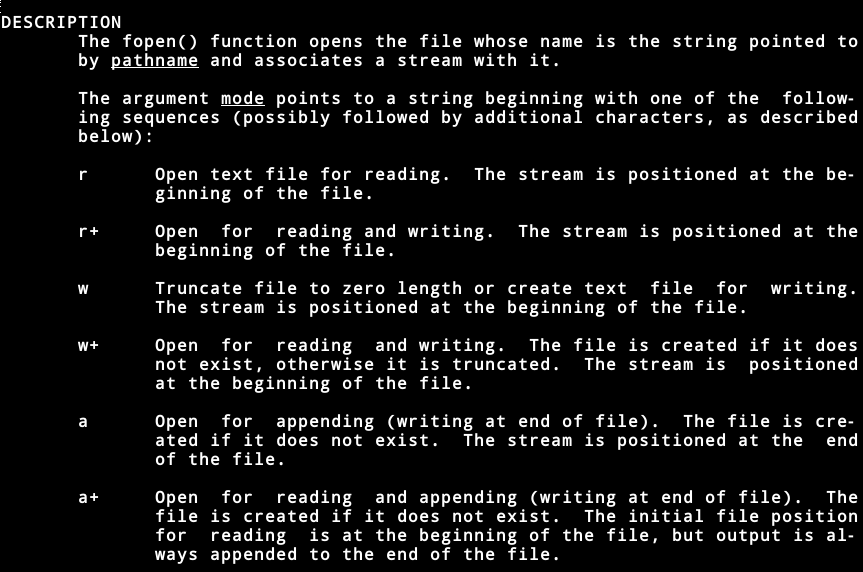 DESCRIPTION
The fopen() function opens the file whose name is the string pointed to
by pathname and associates a stream with it.
The argument mode points to a string beginning with one of the  follow-
ing sequences (possibly followed by additional characters, as described
below):
r      Open text file for reading.  The stream is positioned at the be-
ginning of the file.
r+     Open  for  reading and writing.  The stream is positioned at the
beginning of the file.
w      Truncate file to zero length or create text  file  for  writing.
The stream is positioned at the beginning of the file.
w+     Open  for  reading  and writing.  The file is created if it does
not exist, otherwise it is truncated.  The stream is  positioned
at the beginning of the file.
a      Open  for  appending (writing at end of file).  The file is cre-
ated if it does not exist.  The stream is positioned at the  end
of the file.
a+     Open  for  reading  and appending (writing at end of file).  The
file is created if it does not exist.  The initial file position
for  reading  is at the beginning of the file, but output is al-
ways appended to the end of the file.